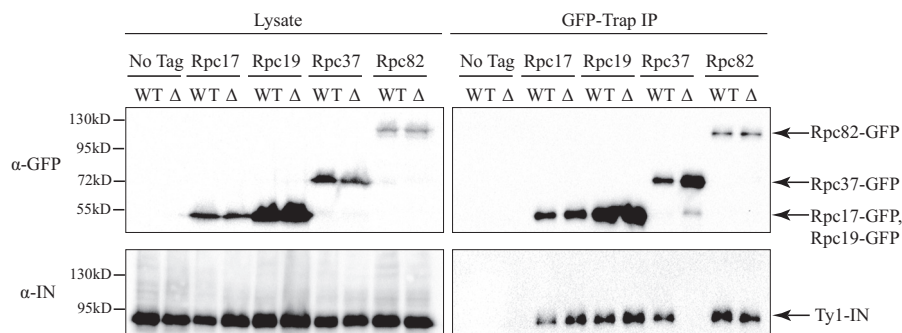 Lysate GFP-Trap IP
No Tag Rpc17 Rpc19 Rpc37 Rpc82 No Tag Rpc17 Rpc19 Rpc37 Rpc82
WT Δ WT Δ WT Δ WT Δ WT Δ WT Δ WT Δ WT Δ WT Δ WT Δ
α-GFP
130kD
95kD
72kD
55kD
Rpc82-GFP
Rpc37-GFP
Rpc17-GFP,
Rpc19-GFP
α-IN
130kD
95kD
Ty1-IN